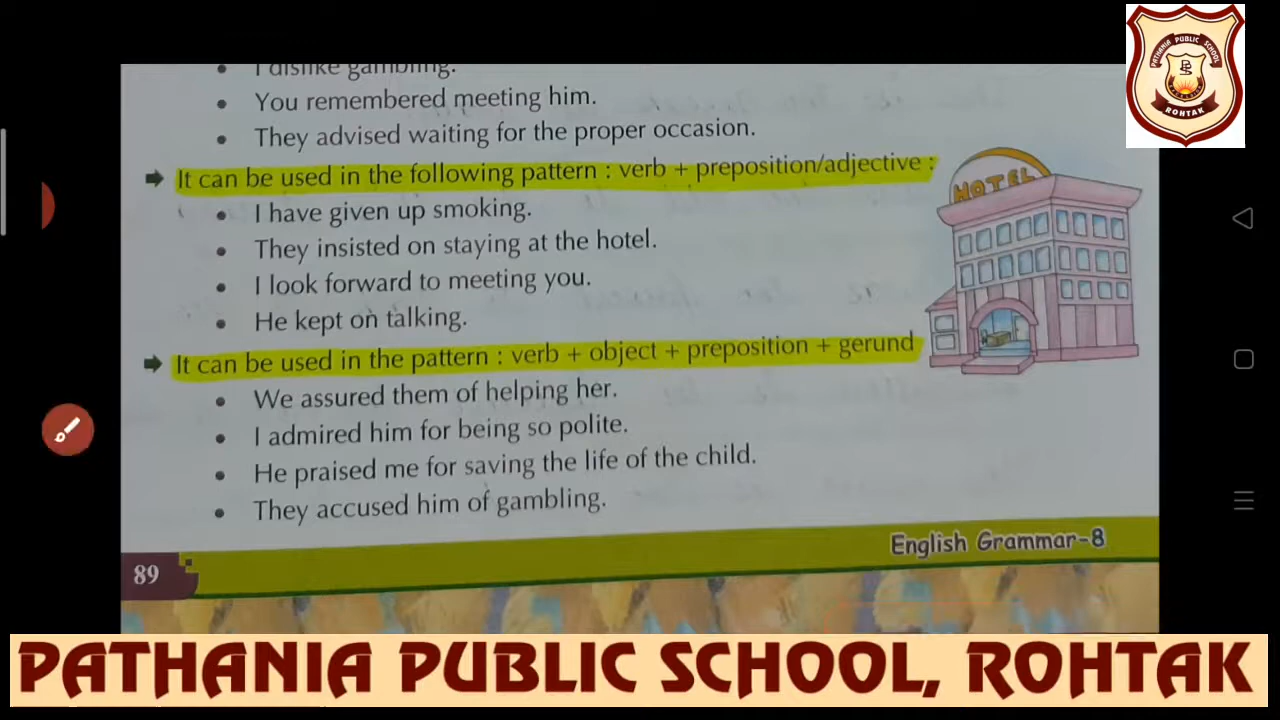 PATHANIA PUBLIC SCHOOL
ROHTAK
• I dislike gambling.
• You remembered meeting him.
• They advised waiting for the proper occasion.
It can be used in the following pattern : verb + preposition/adjective :
• I have given up smoking.
• They insisted on staying at the hotel.
• I look forward to meeting you.
• He kept on talking.
HOTEL
It can be used in the pattern : verb + object + preposition + gerund
• We assured them of helping her.
• I admired him for being so polite.
• He praised me for saving the life of the child.
• They accused him of gambling.
English Grammar-8
89
PATHANIA PUBLIC SCHOOL, ROHTAK